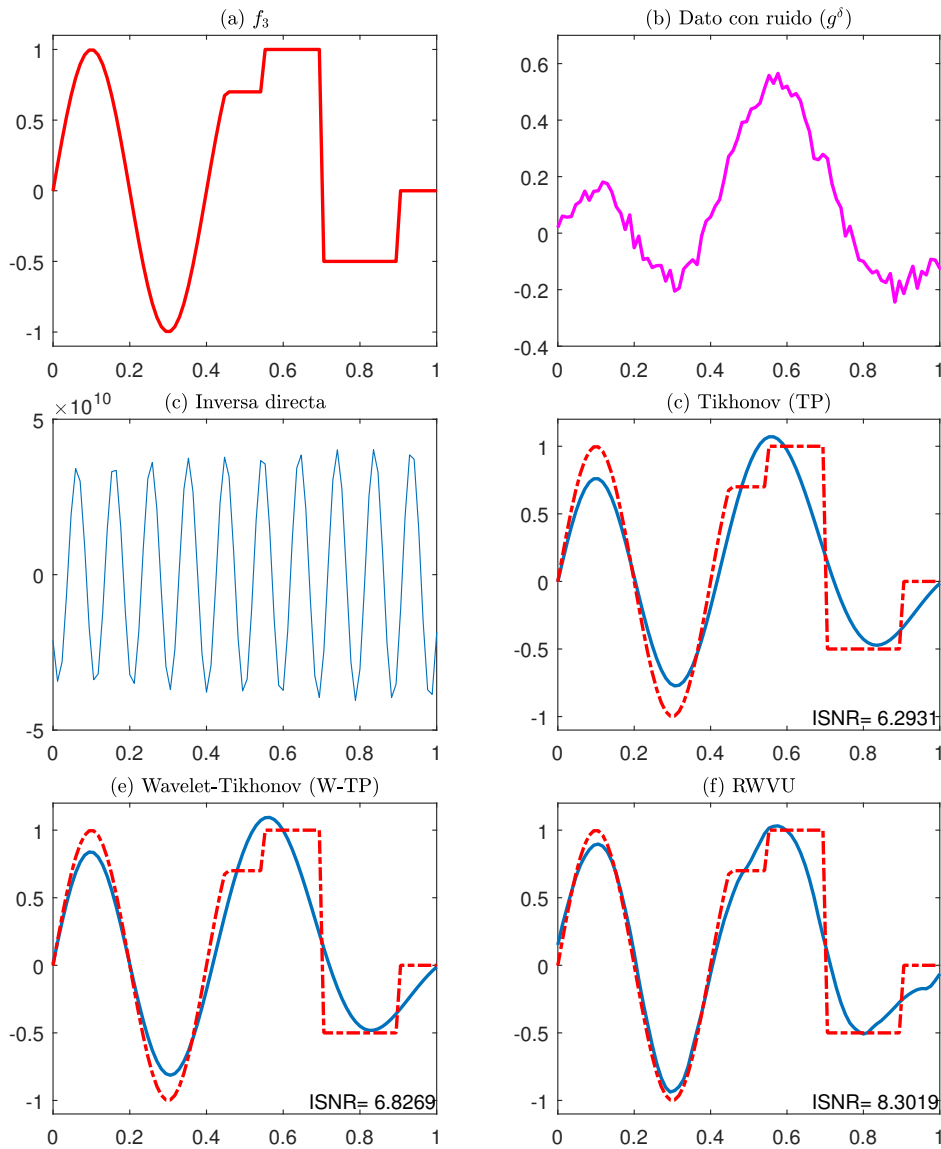 (a) f₃
1
0.5
0
-0.5
-1
0 0.2 0.4 0.6 0.8 1
(b) Dato con ruido (g^δ)
0.6
0.4
0.2
0
-0.2
-0.4
0 0.2 0.4 0.6 0.8 1
(c) Inversa directa
×10^10
5
0
-5
0 0.2 0.4 0.6 0.8 1
(c) Tikhonov (TP)
1
0.5
0
-0.5
-1
ISNR= 6.2931
0 0.2 0.4 0.6 0.8 1
(e) Wavelet-Tikhonov (W-TP)
1
0.5
0
-0.5
-1
ISNR= 6.8269
0 0.2 0.4 0.6 0.8 1
(f) RWVU
1
0.5
0
-0.5
-1
ISNR= 8.3019
0 0.2 0.4 0.6 0.8 1